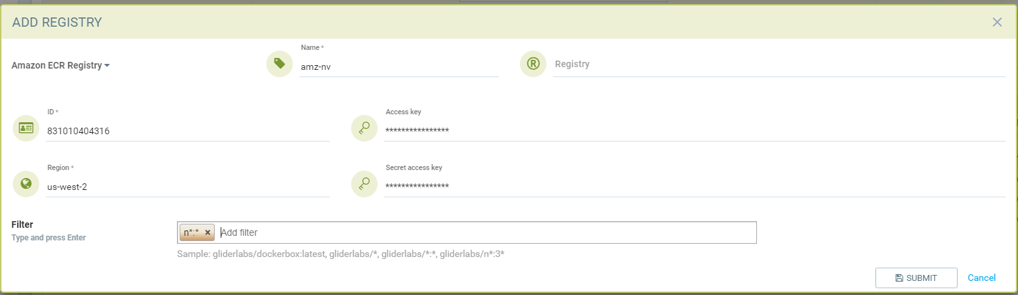 ADD REGISTRY ×
Amazon ECR Registry
Name *
amz-nv
® Registry
ID *
831010404316
Access key
****************
Region *
us-west-2
Secret access key
****************
Filter
Type and press Enter
n*:* × Add filter
Sample: gliderlabs/dockerbox:latest, gliderlabs/*, gliderlabs/*:*, gliderlabs/n*:3*
SUBMIT Cancel